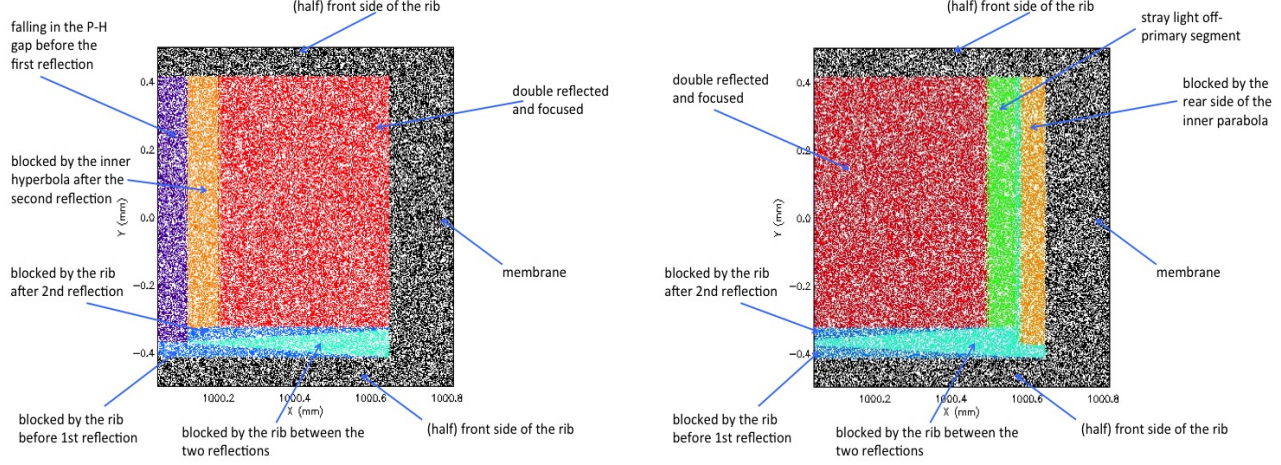 (half) front side of the rib
falling in the P-H
gap before the
first reflection
double reflected
and focused
blocked by the inner
hyperbola after the
second reflection
membrane
blocked by the rib
after 2nd reflection
blocked by the rib
before 1st reflection
blocked by the rib between the
two reflections
(half) front side of the rib
0.4
0.2
0.0
−0.2
−0.4
Y (mm)
1000.2
1000.4
1000.6
1000.8
X (mm)
(half) front side of the rib
stray light off-
primary segment
double reflected
and focused
blocked by the
rear side of the
inner parabola
membrane
blocked by the rib
after 2nd reflection
blocked by the rib
before 1st reflection
blocked by the rib between the
two reflections
(half) front side of the rib
0.4
0.2
0.0
−0.2
−0.4
Y (mm)
1000.2
1000.4
1000.6
1000.8
X (mm)